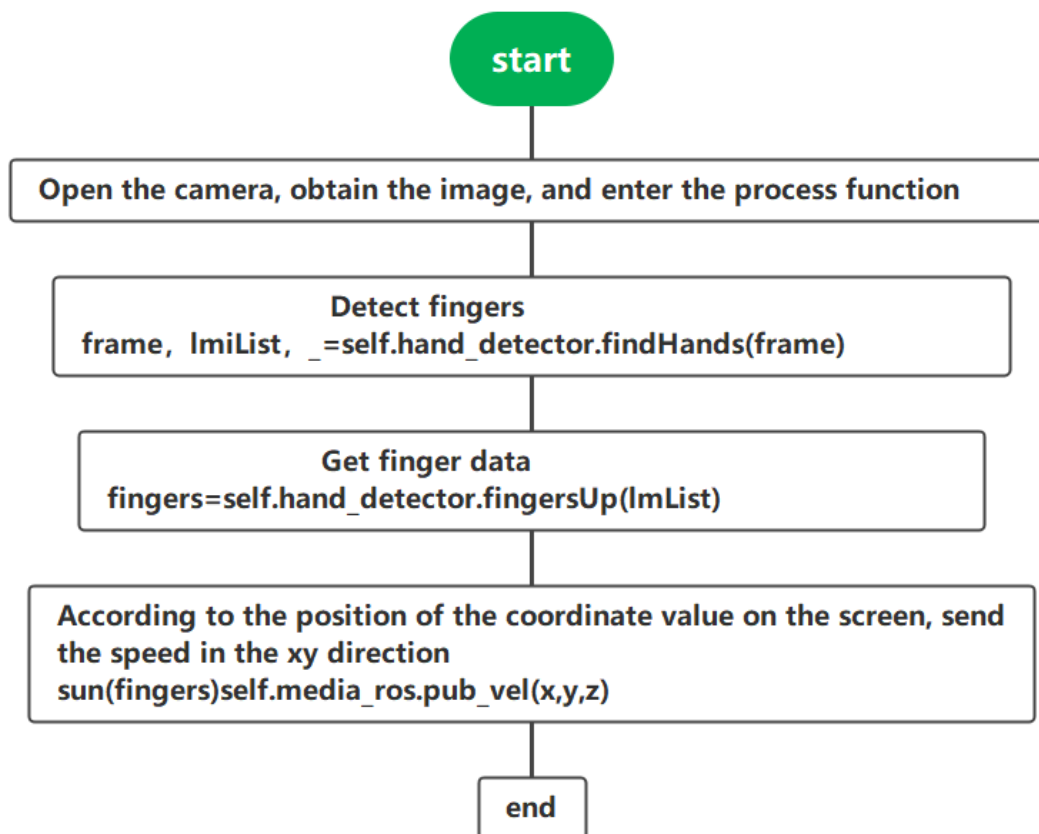 start
Open the camera, obtain the image, and enter the process function
Detect fingers
frame，lmiList，_=self.hand_detector.findHands(frame)
Get finger data
fingers=self.hand_detector.fingersUp(lmList)
According to the position of the coordinate value on the screen, send
the speed in the xy direction
sun(fingers)self.media_ros.pub_vel(x,y,z)
end